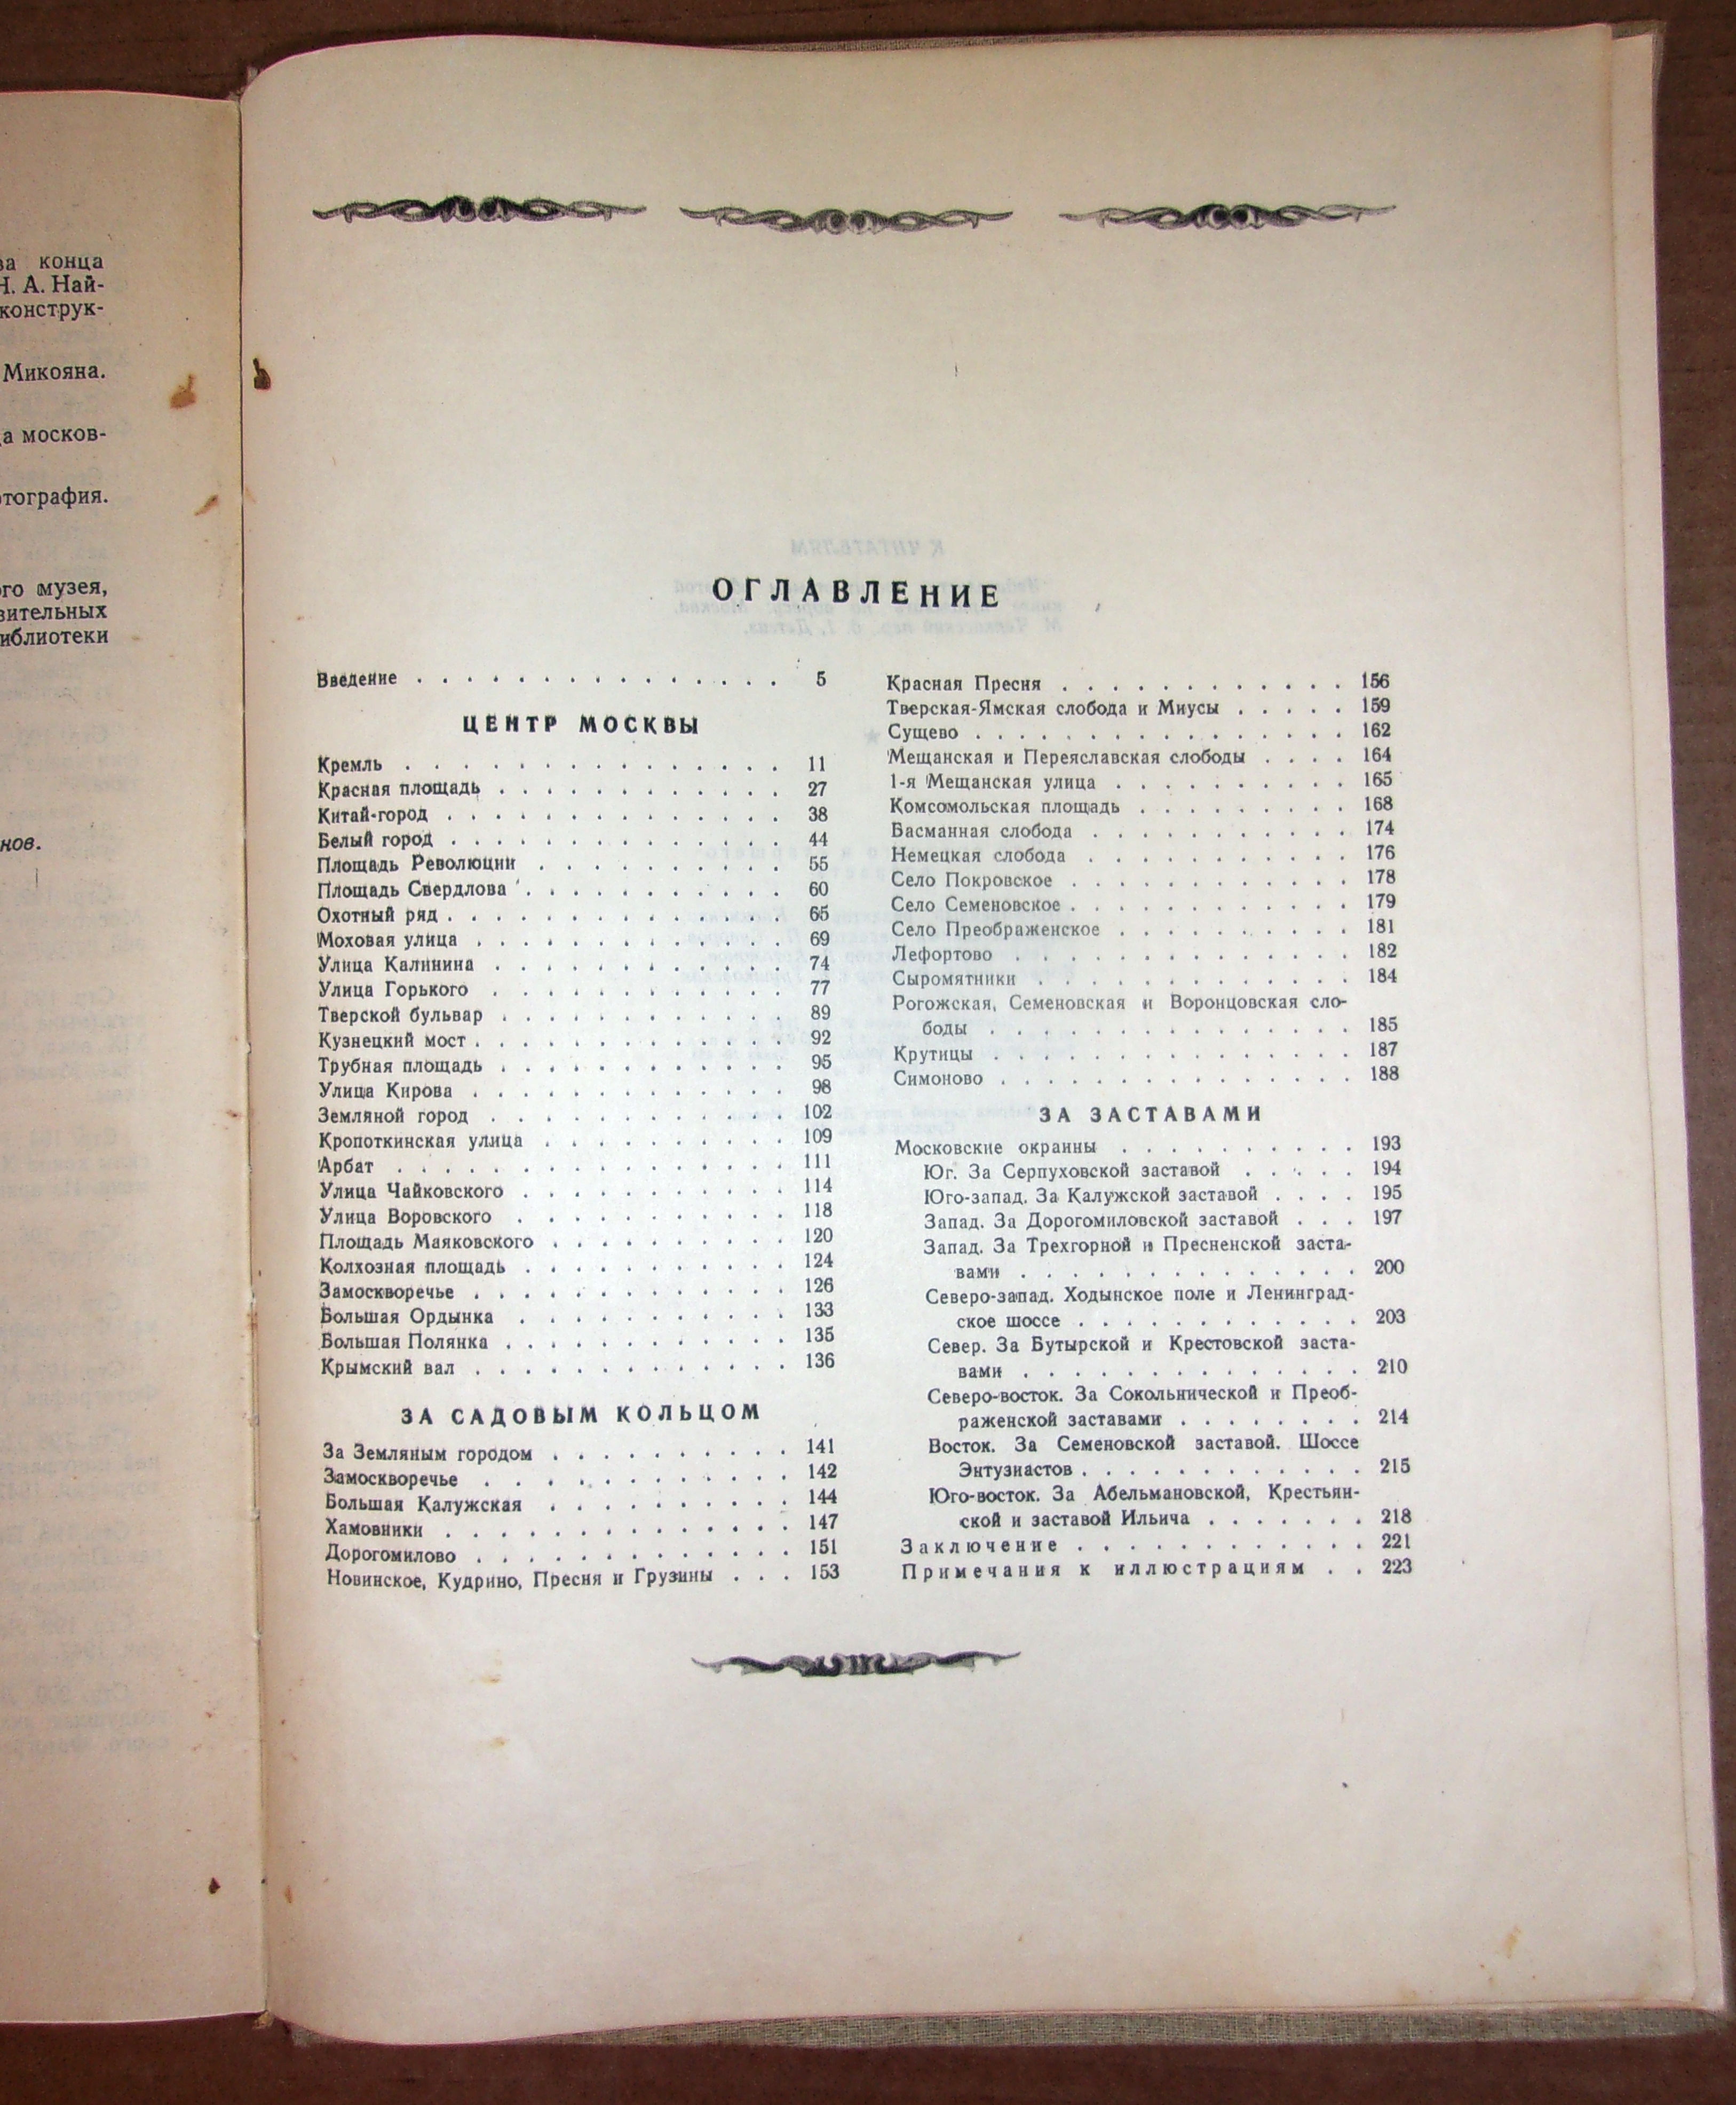 конца
Н. А. Най-
конструк-
Микояна.
москов-
музея,
иблиотеки
ОГЛАВЛЕНИЕ
Введение . . . . . . . . . . . . . . . 5
ЦЕНТР МОСКВЫ
Кремль . . . . . . . . . . . . . . . 11
Красная площадь . . . . . . . . . . . . 27
Китай-город . . . . . . . . . . . . . . 38
Белый город . . . . . . . . . . . . . . 44
Площадь Революции . . . . . . . . . . 55
Площадь Свердлова . . . . . . . . . . . 60
Охотный ряд . . . . . . . . . . . . . . 65
Моховая улица . . . . . . . . . . . . . 69
Улица Калинина . . . . . . . . . . . . 74
Улица Горького . . . . . . . . . . . . 77
Тверской бульвар . . . . . . . . . . . . 89
Кузнецкий мост . . . . . . . . . . . . . 92
Трубная площадь . . . . . . . . . . . . 95
Улица Кирова . . . . . . . . . . . . . 98
Земляной город . . . . . . . . . . . . 102
Кропоткинская улица . . . . . . . . . . 109
Арбат . . . . . . . . . . . . . . . 111
Улица Чайковского . . . . . . . . . . . 114
Улица Воровского . . . . . . . . . . . 118
Площадь Маяковского . . . . . . . . . . 120
Колхозная площадь . . . . . . . . . . . 124
Замоскворечье . . . . . . . . . . . . . 126
Большая Ордынка . . . . . . . . . . . 133
Большая Полянка . . . . . . . . . . . . 135
Крымский вал . . . . . . . . . . . . . 136
ЗА САДОВЫМ КОЛЬЦОМ
За Земляным городом . . . . . . . . . . 141
Замоскворечье . . . . . . . . . . . . 142
Большая Калужская . . . . . . . . . . 144
Хамовники . . . . . . . . . . . . . . 147
Дорогомилово . . . . . . . . . . . . . 151
Новинское, Кудрино, Пресня и Грузины . . . 153
Красная Пресня . . . . . . . . . . . . 156
Тверская-Ямская слобода и Миусы . . . . . 159
Сущево . . . . . . . . . . . . . . . 162
Мещанская и Переяславская слободы . . . . 164
1-я Мещанская улица . . . . . . . . . . 165
Комсомольская площадь . . . . . . . . . 168
Басманная слобода . . . . . . . . . . . 174
Немецкая слобода . . . . . . . . . . . 176
Село Покровское . . . . . . . . . . . . 178
Село Семеновское . . . . . . . . . . . . 179
Село Преображенское . . . . . . . . . . 181
Лефортово . . . . . . . . . . . . . . 182
Сыромятники . . . . . . . . . . . . . 184
Рогожская, Семеновская и Воронцовская сло-
боды . . . . . . . . . . . . . . . 185
Крутицы . . . . . . . . . . . . . . . 187
Симоново . . . . . . . . . . . . . . . 188
ЗА ЗАСТАВАМИ
Московские окраины . . . . . . . . . . 193
Юг. За Серпуховской заставой . . . . . 194
Юго-запад. За Калужской заставой . . . . 195
Запад. За Дорогомиловской заставой . . . 197
Запад. За Трехгорной и Пресненской заста-
вами . . . . . . . . . . . . . . 200
Северо-запад. Ходынское поле и Ленинград-
ское шоссе . . . . . . . . . . . . 203
Север. За Бутырской и Крестовской заста-
вами . . . . . . . . . . . . . . 210
Северо-восток. За Сокольнической и Преоб-
раженской заставами . . . . . . . . 214
Восток. За Семеновской заставой. Шоссе
Энтузиастов . . . . . . . . . . . . 215
Юго-восток. За Абельмановской, Крестьян-
ской и заставой Ильича . . . . . . . 218
Заключение . . . . . . . . . . . . 221
Примечания к иллюстрациям . . 223